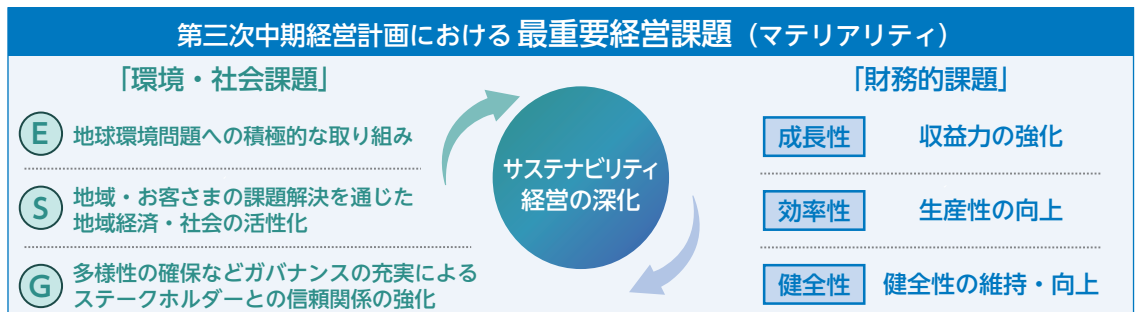 第三次中期経営計画における 最重要経営課題（マテリアリティ）
「環境・社会課題」
E 地球環境問題への積極的な取り組み
S 地域・お客さまの課題解決を通じた
地域経済・社会の活性化
G 多様性の確保などガバナンスの充実による
ステークホルダーとの信頼関係の強化
サステナビリティ
経営の深化
「財務的課題」
成長性 収益力の強化
効率性 生産性の向上
健全性 健全性の維持・向上